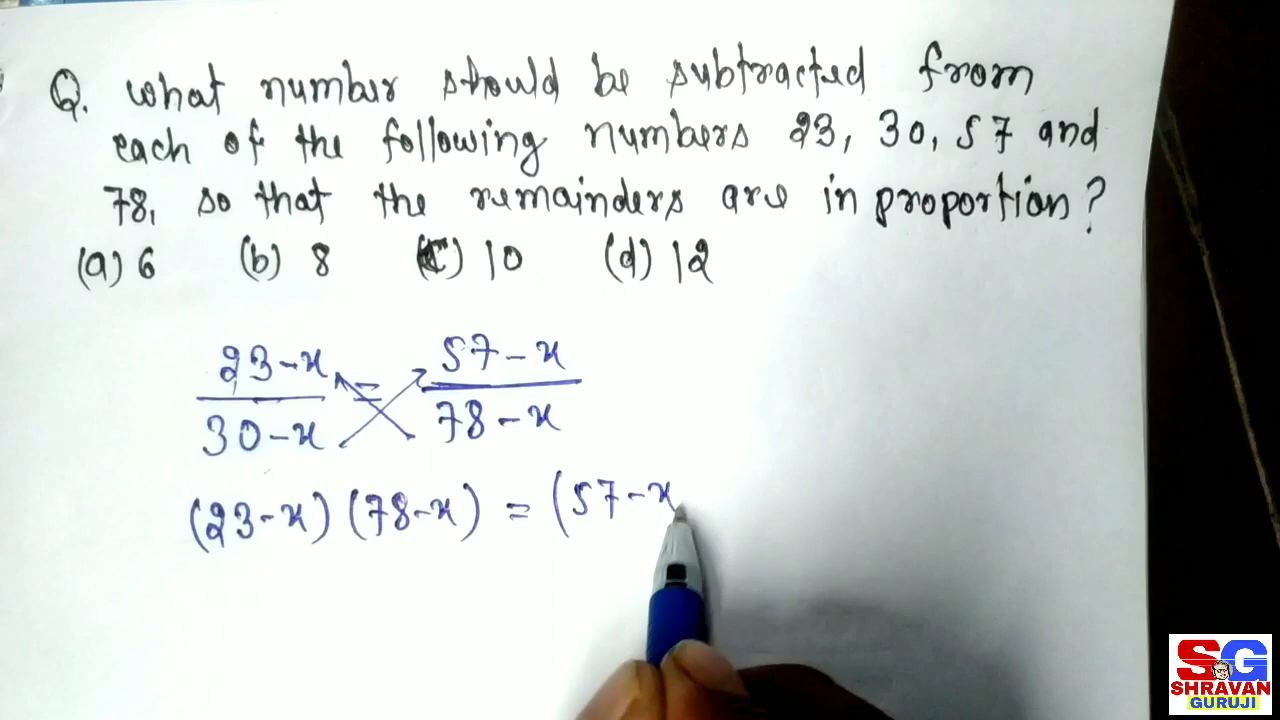 Q. What number should be subtracted from
each of the following numbers 23, 30, 57 and
78, so that the remainders are in proportion?
(a) 6 (b) 8 (c) 10 (d) 12
23-x = 57-x
30-x 78-x
(23-x) (78-x) = (57-x
SG
SHRAVAN
GURUJI